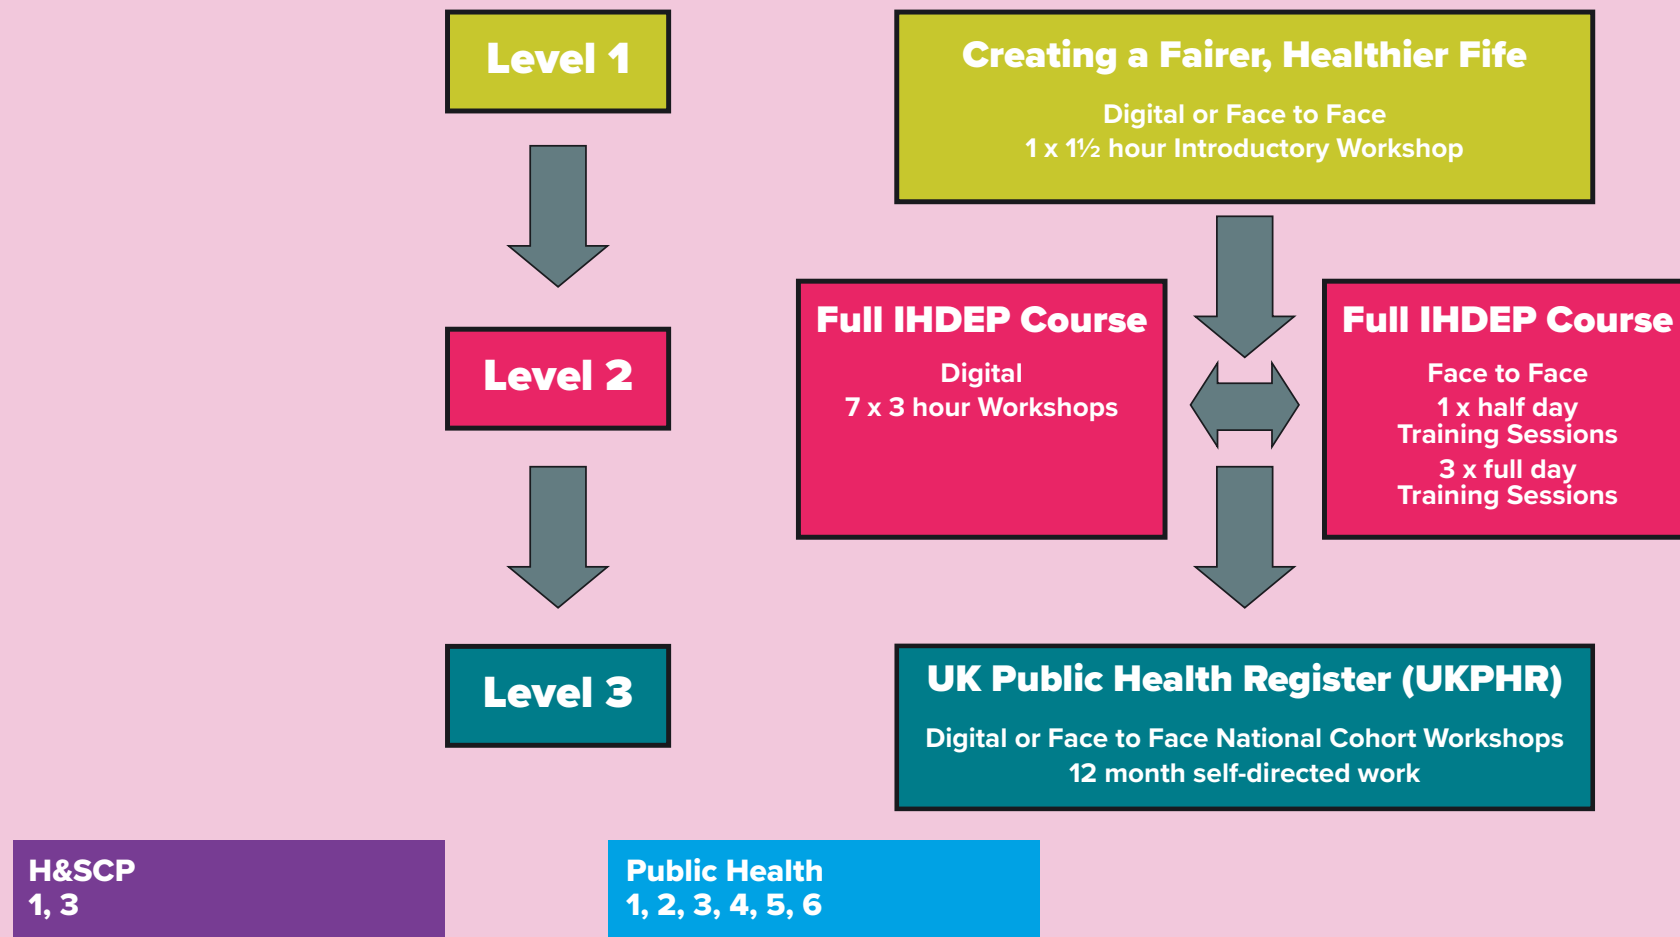 Level 1
Creating a Fairer, Healthier Fife
Digital or Face to Face
1 x 1½ hour Introductory Workshop
Level 2
Full IHDEP Course
Digital
7 x 3 hour Workshops
Full IHDEP Course
Face to Face
1 x half day
Training Sessions
3 x full day
Training Sessions
Level 3
UK Public Health Register (UKPHR)
Digital or Face to Face National Cohort Workshops
12 month self-directed work
H&SCP
1, 3
Public Health
1, 2, 3, 4, 5, 6